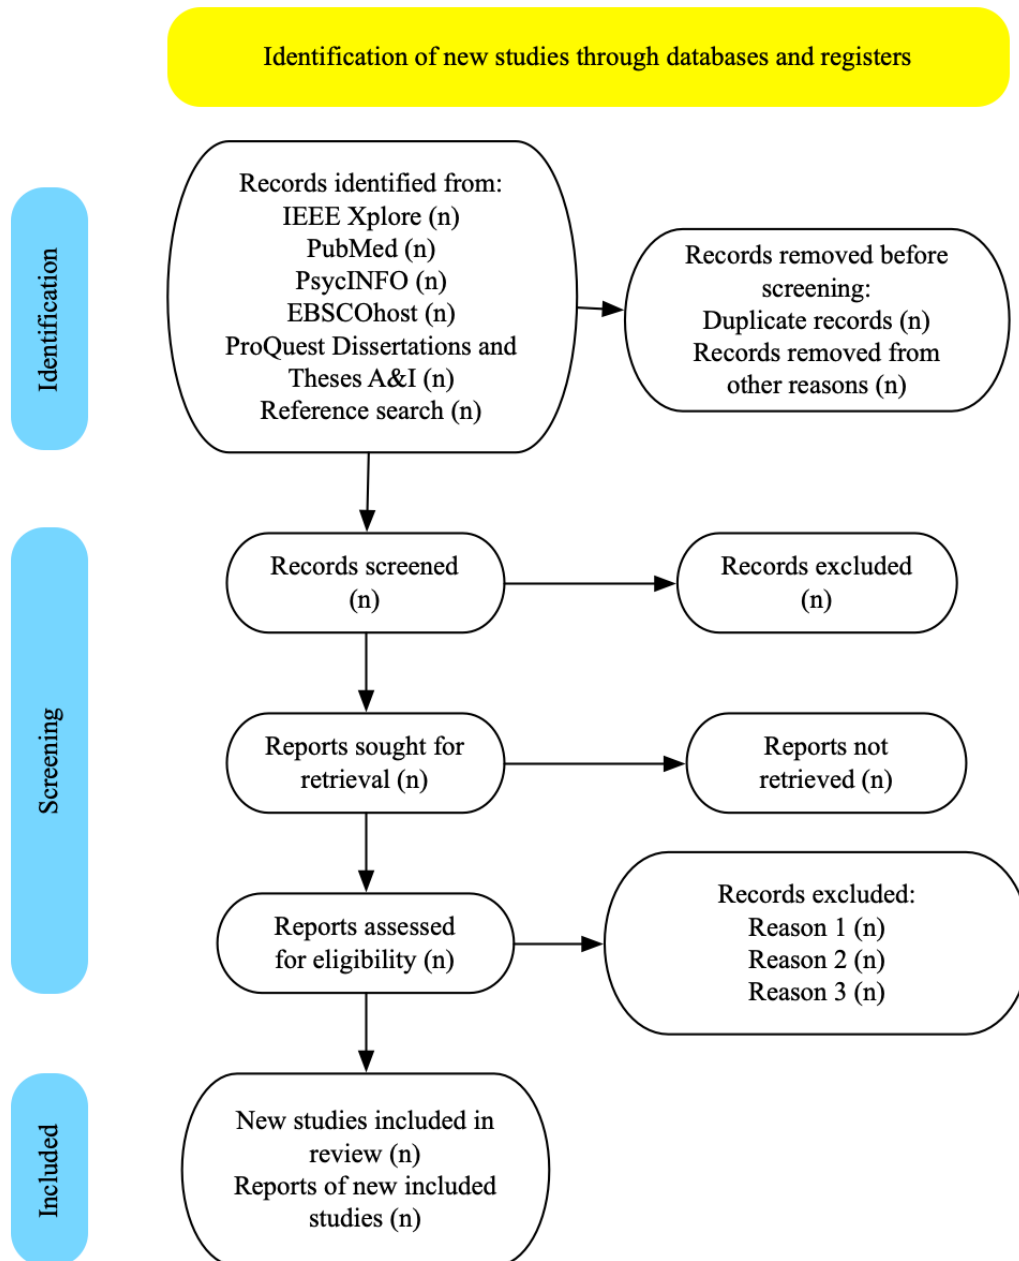 Identification of new studies through databases and registers
Identification
Records identified from:
IEEE Xplore (n)
PubMed (n)
PsycINFO (n)
EBSCOhost (n)
ProQuest Dissertations and
Theses A&I (n)
Reference search (n)
Records removed before
screening:
Duplicate records (n)
Records removed from
other reasons (n)
Screening
Records screened
(n)
Records excluded
(n)
Reports sought for
retrieval (n)
Reports not
retrieved (n)
Reports assessed
for eligibility (n)
Records excluded:
Reason 1 (n)
Reason 2 (n)
Reason 3 (n)
Included
New studies included in
review (n)
Reports of new included
studies (n)